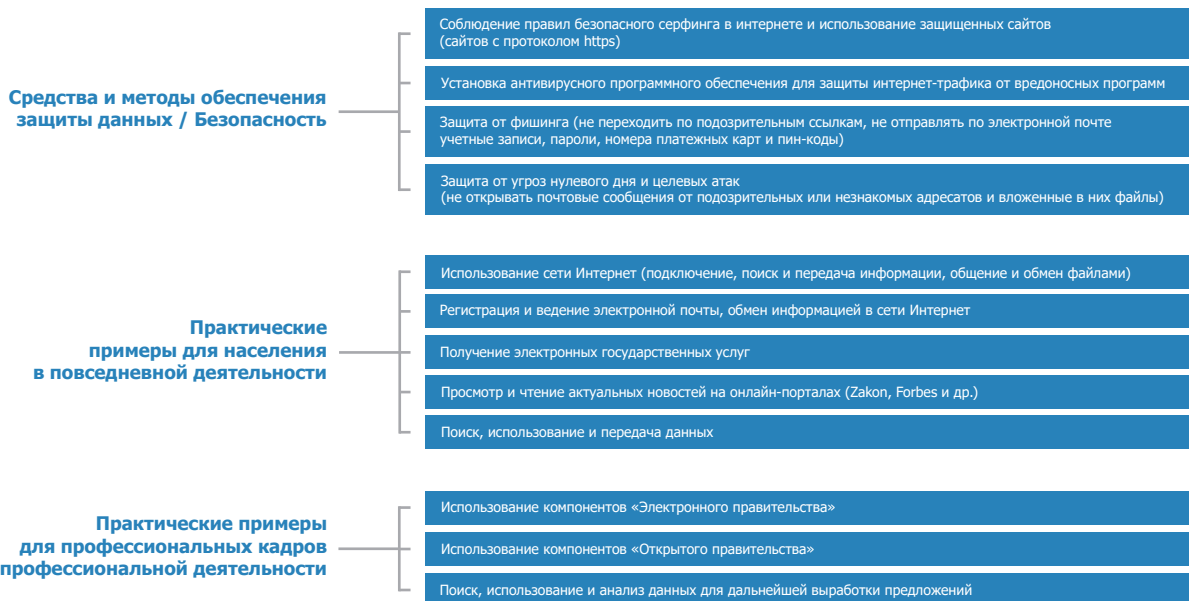 Средства и методы обеспечения
защиты данных / Безопасность
Соблюдение правил безопасного серфинга в интернете и использование защищенных сайтов
(сайтов с протоколом https)
Установка антивирусного программного обеспечения для защиты интернет-трафика от вредоносных программ
Защита от фишинга (не переходить по подозрительным ссылкам, не отправлять по электронной почте
учетные записи, пароли, номера платежных карт и пин-коды)
Защита от угроз нулевого дня и целевых атак
(не открывать почтовые сообщения от подозрительных или незнакомых адресатов и вложенные в них файлы)
Практические
примеры для населения
в повседневной деятельности
Использование сети Интернет (подключение, поиск и передача информации, общение и обмен файлами)
Регистрация и ведение электронной почты, обмен информацией в сети Интернет
Получение электронных государственных услуг
Просмотр и чтение актуальных новостей на онлайн-порталах (Zakon, Forbes и др.)
Поиск, использование и передача данных
Практические примеры
для профессиональных кадров
профессиональной деятельности
Использование компонентов «Электронного правительства»
Использование компонентов «Открытого правительства»
Поиск, использование и анализ данных для дальнейшей выработки предложений